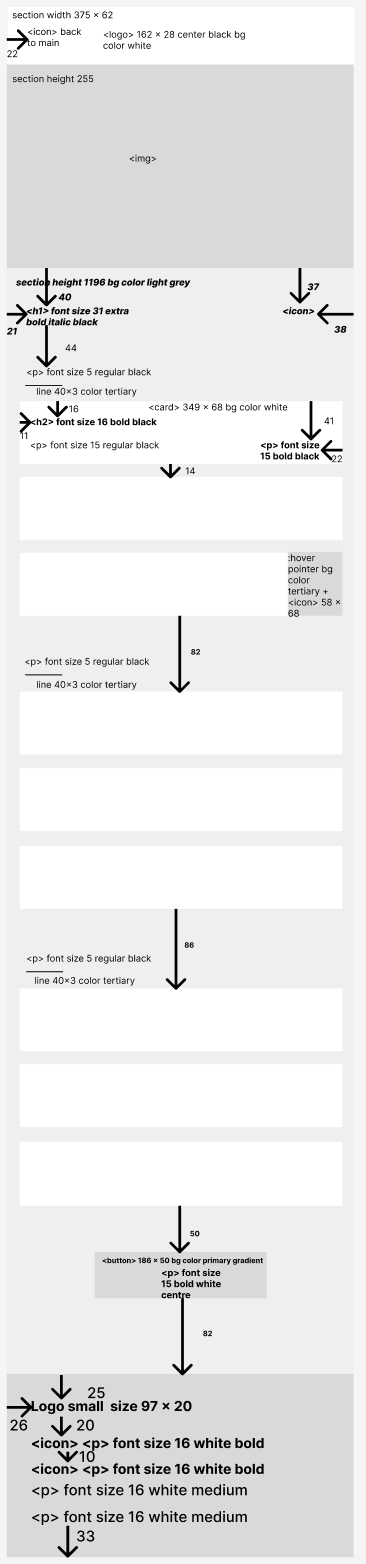 section width 375 × 62
<icon> back
to main
<logo> 162 × 28 center black bg
color white
22
section height 255
<img>
section height 1196 bg color light grey
40
37
<h1> font size 31 extra
bold italic black
<icon>
21
38
44
<p> font size 5 regular black
line 40×3 color tertiary
16
<card> 349 × 68 bg color white
<h2> font size 16 bold black
41
11
<p> font size 15 regular black
<p> font size
15 bold black
22
14
:hover
pointer bg
color
tertiary +
<icon> 58 ×
68
82
<p> font size 5 regular black
line 40×3 color tertiary
86
<p> font size 5 regular black
line 40×3 color tertiary
50
<button> 186 × 50 bg color primary gradient
<p> font size
15 bold white
centre
82
25
Logo small  size 97 × 20
26
20
<icon> <p> font size 16 white bold
10
<icon> <p> font size 16 white bold
<p> font size 16 white medium
<p> font size 16 white medium
33